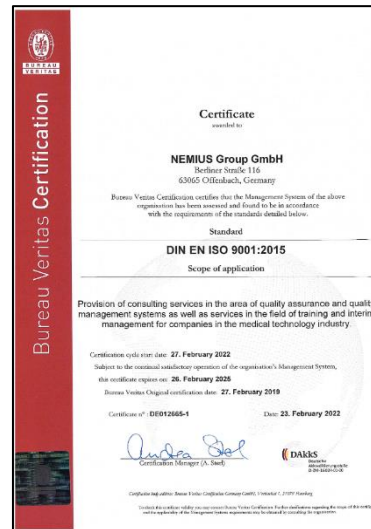 BUREAU
VERITAS
Bureau Veritas Certification
Certificate
awarded to
NEMIUS Group GmbH
Berliner Straße 116
63065 Offenbach, Germany
Bureau Veritas Certification certifies that the Management System of the above
organisation has been assessed and found to be in accordance
with the requirements of the standards detailed below.
Standard
DIN EN ISO 9001:2015
Scope of application
Provision of consulting services in the area of quality assurance and quality
management systems as well as services in the field of training and interim
management for companies in the medical technology industry.
Certification cycle start date: 27. February 2022
Subject to the continual satisfactory operation of the organisation's Management System,
this certificate expires on: 26. February 2025
Bureau Veritas Original certification date: 27. February 2019
Certificate n°: DE012665-1
Date: 23. February 2022
Certification Manager (A. Stoef)
DAkkS
Deutsche
Akkreditierungsstelle